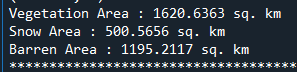 Vegetation Area : 1620.6363 sq. km
Snow Area : 500.5656 sq. km
Barren Area : 1195.2117 sq. km
************************************